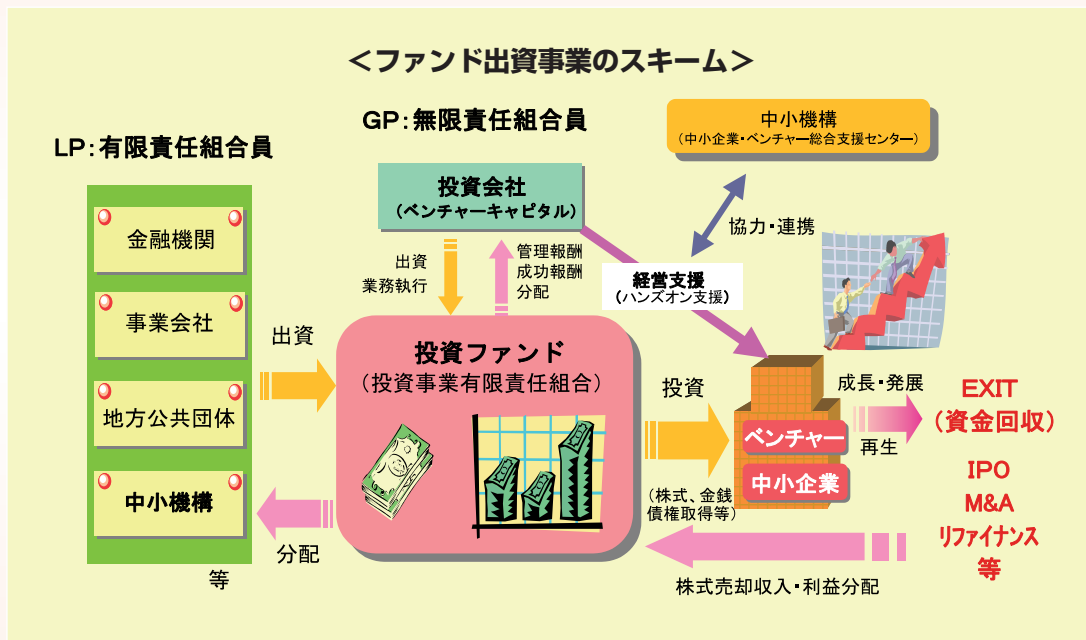 ＜ファンド出資事業のスキーム＞
LP：有限責任組合員
金融機関
事業会社
地方公共団体
中小機構
等
出資
分配
GP：無限責任組合員
投資会社
（ベンチャーキャピタル）
出資
業務執行
管理報酬
成功報酬
分配
投資ファンド
（投資事業有限責任組合）
中小機構
（中小企業・ベンチャー総合支援センター）
協力・連携
経営支援
（ハンズオン支援）
投資
（株式、金銭
債権取得等）
ベンチャー
中小企業
成長・発展
再生
EXIT
（資金回収）
IPO
M&A
リファイナンス
等
株式売却収入・利益分配